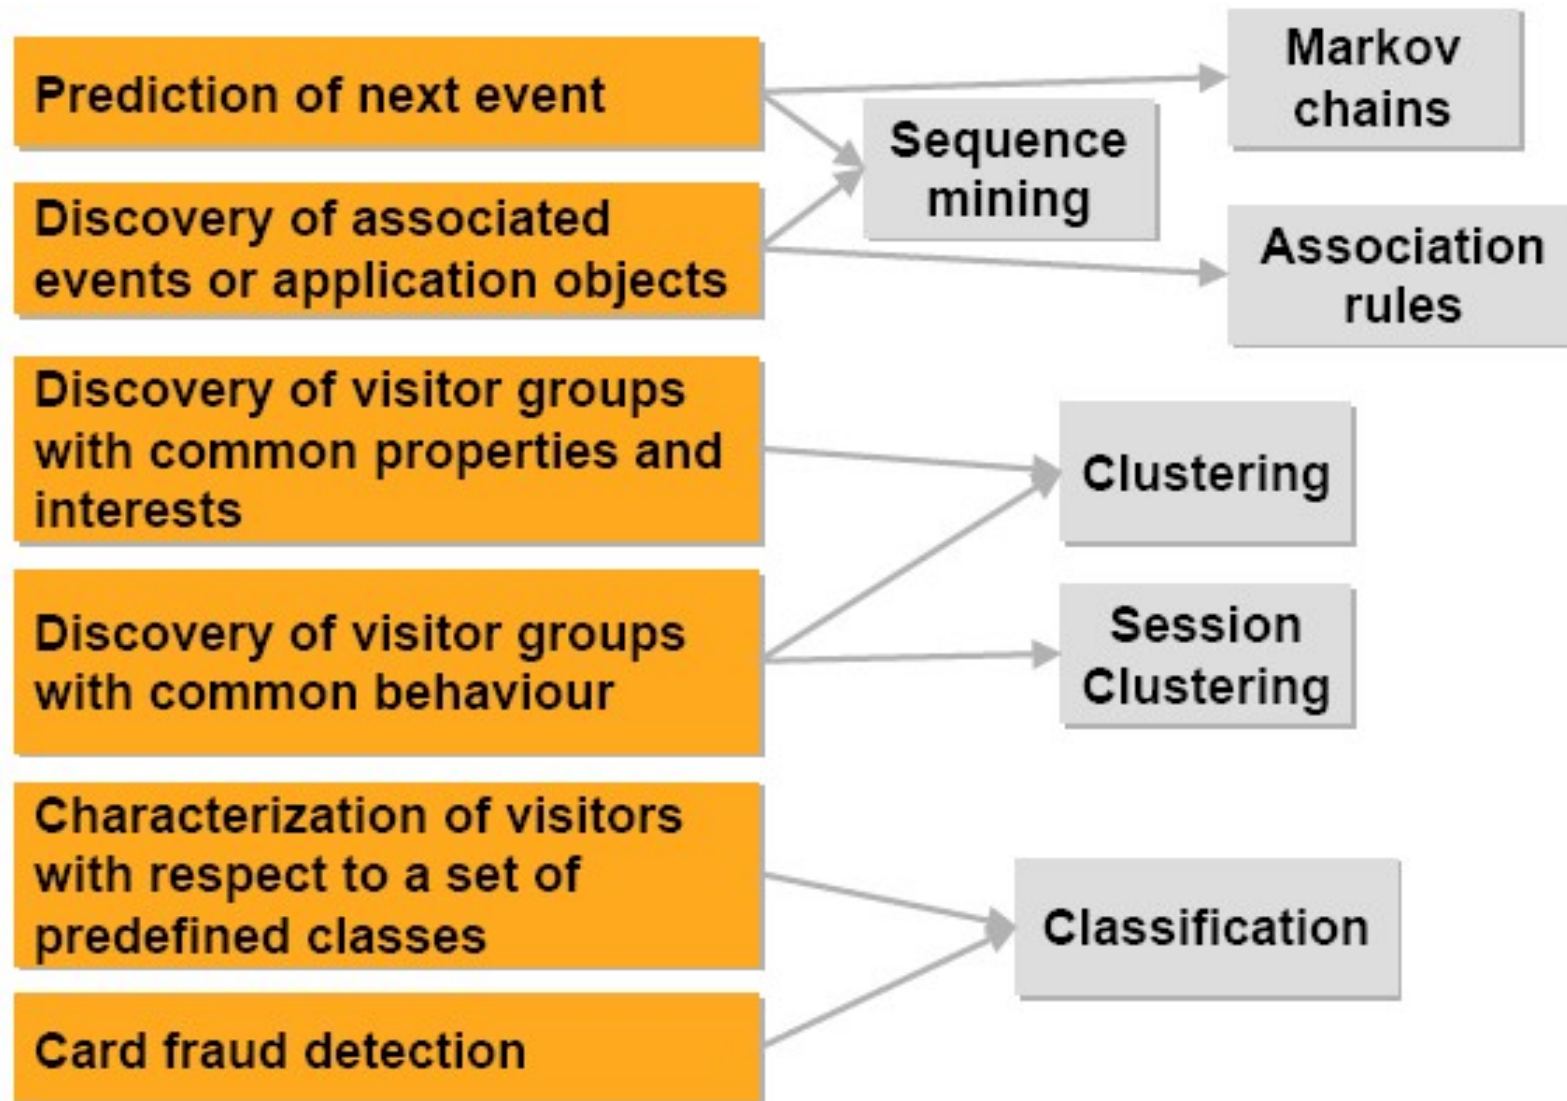 Prediction of next event
Markov
chains
Sequence
mining
Discovery of associated
events or application objects
Association
rules
Discovery of visitor groups
with common properties and
interests
Clustering
Discovery of visitor groups
with common behaviour
Session
Clustering
Characterization of visitors
with respect to a set of
predefined classes
Classification
Card fraud detection